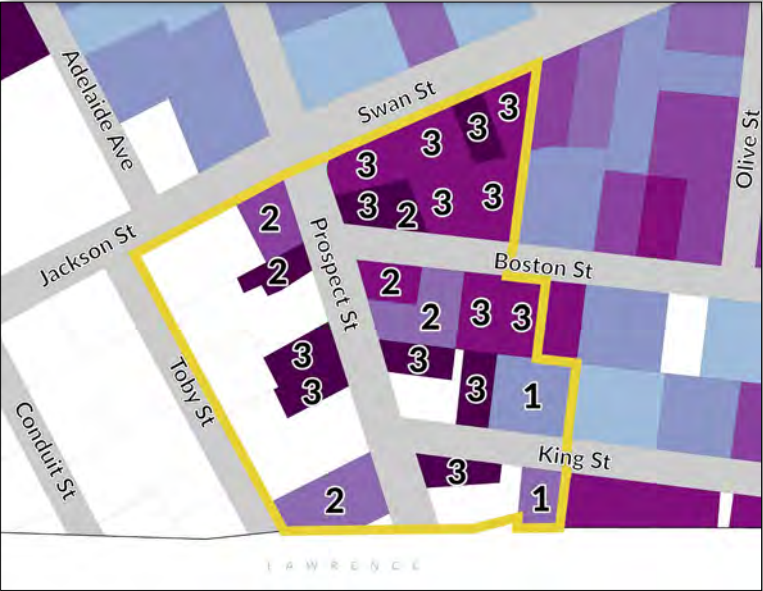 Adelaide Ave
Swan St
Olive St
3
3
3
3
3
2
3
3
2
Jackson St
Prospect St
2
Boston St
2
2
3
3
3
3
3
3
1
Toby St
Conduit St
King St
3
2
1
LAWRENCE